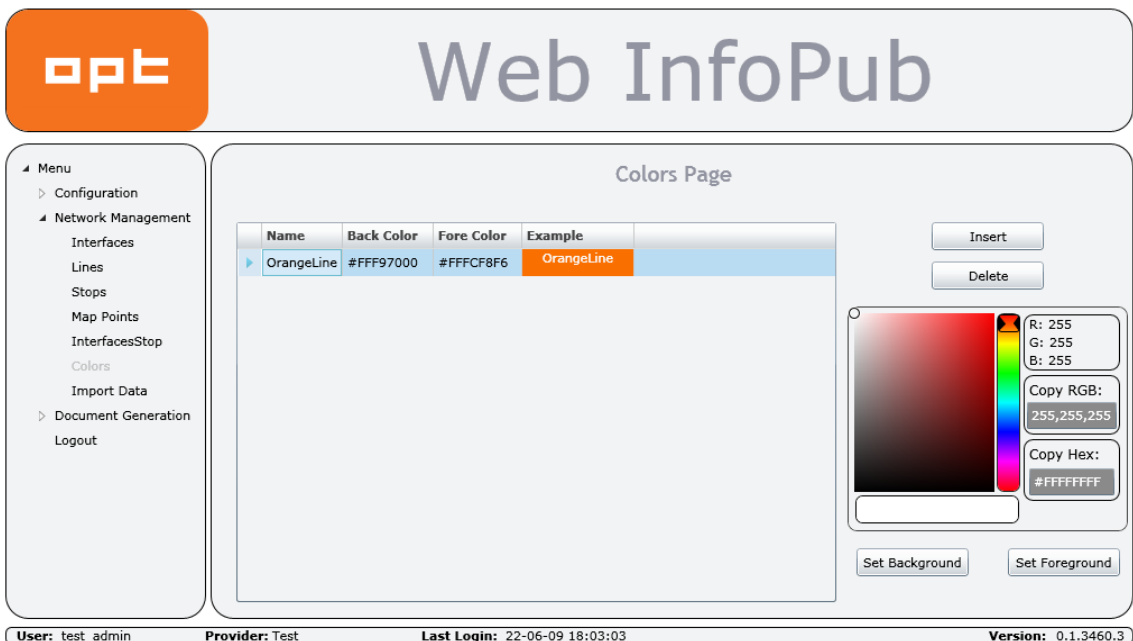 opt
Web InfoPub
Menu
Configuration
Network Management
Interfaces
Lines
Stops
Map Points
InterfacesStop
Colors
Import Data
Document Generation
Logout
Colors Page
Name Back Color Fore Color Example
OrangeLine #FFF97000 #FFFCF8F6 OrangeLine
Insert
Delete
R: 255
G: 255
B: 255
Copy RGB:
255,255,255
Copy Hex:
#FFFFFFFF
Set Background Set Foreground
User: test_admin Provider: Test Last Login: 22-06-09 18:03:03 Version: 0.1.3460.3